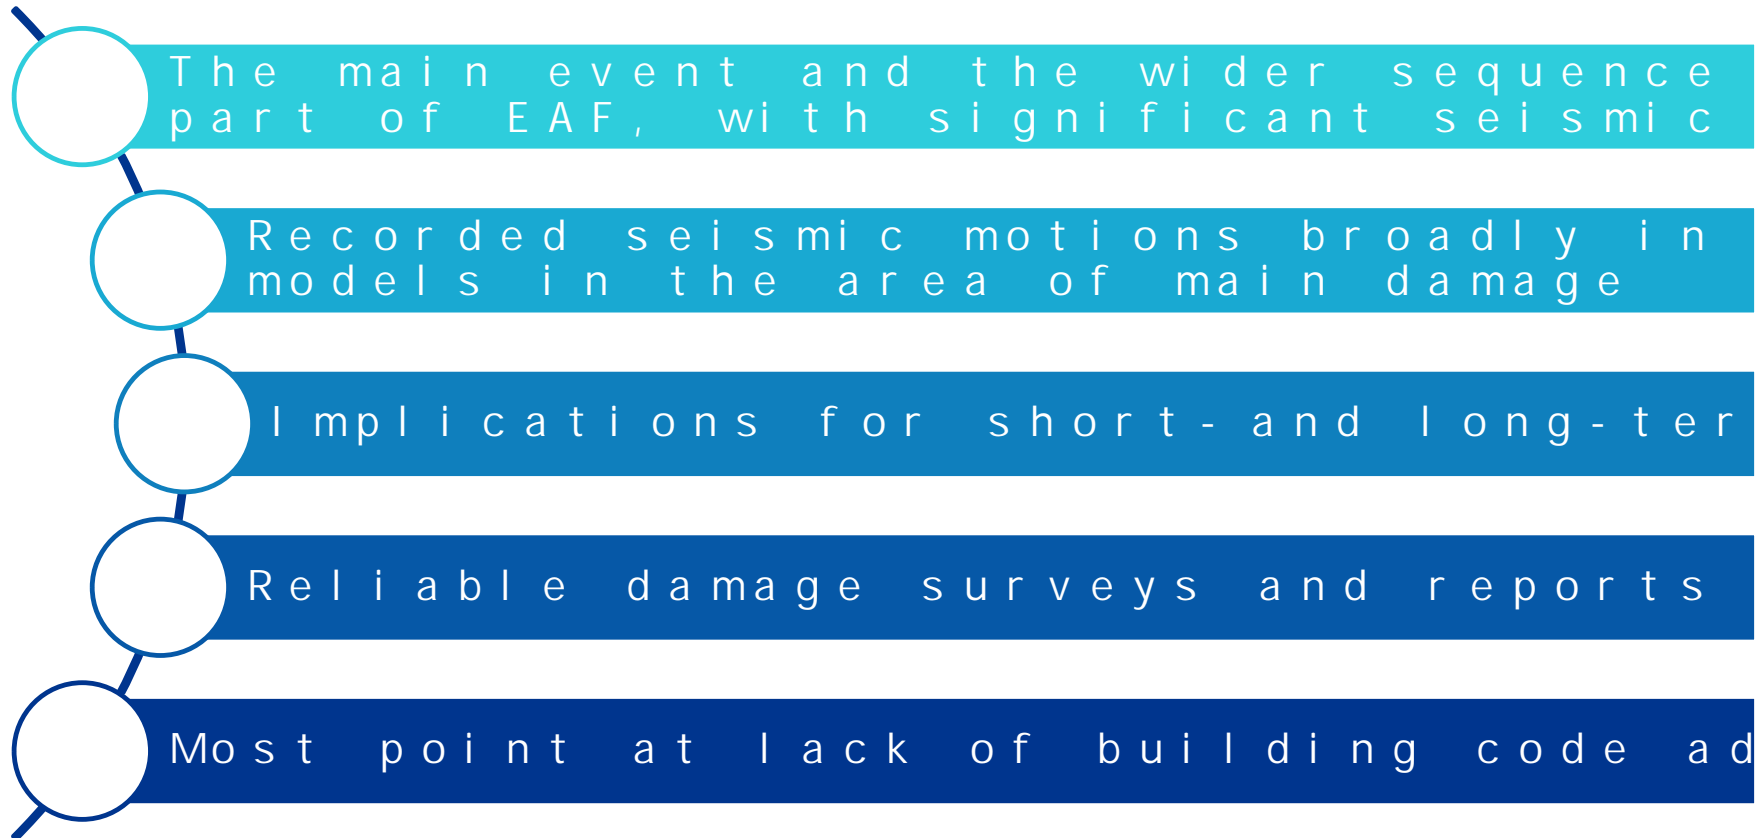 The main event and the wider sequence
part of EAF, with significant seismic
Recorded seismic motions broadly in
models in the area of main damage
Implications for short-and long-ter
Reliable damage surveys and reports
Most point at lack of building code ad